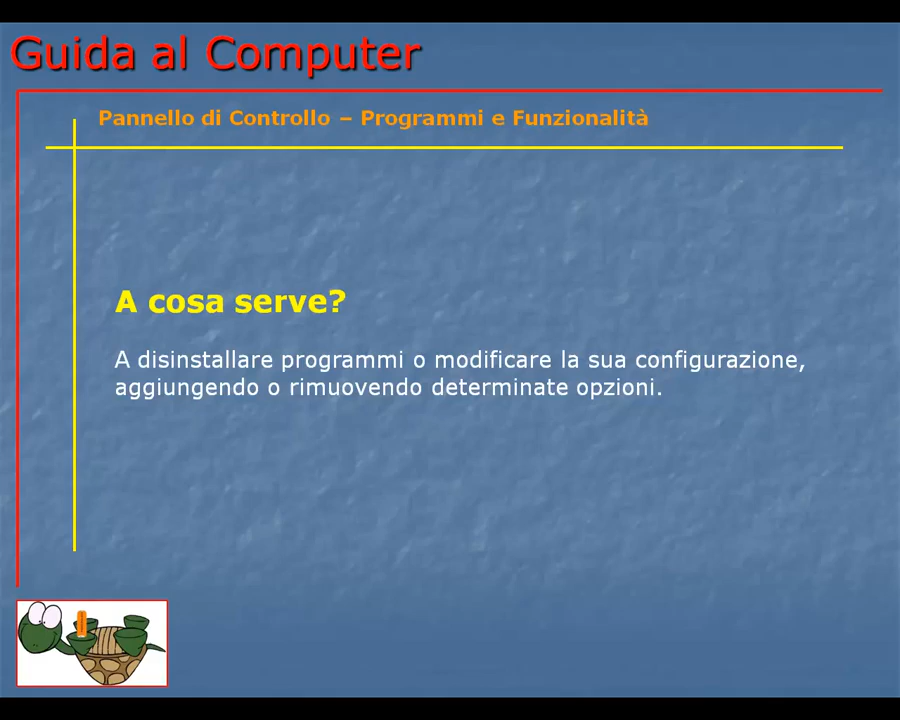 Guida al Computer
Pannello di Controllo – Programmi e Funzionalità
A cosa serve?
A disinstallare programmi o modificare la sua configurazione,
aggiungendo o rimuovendo determinate opzioni.